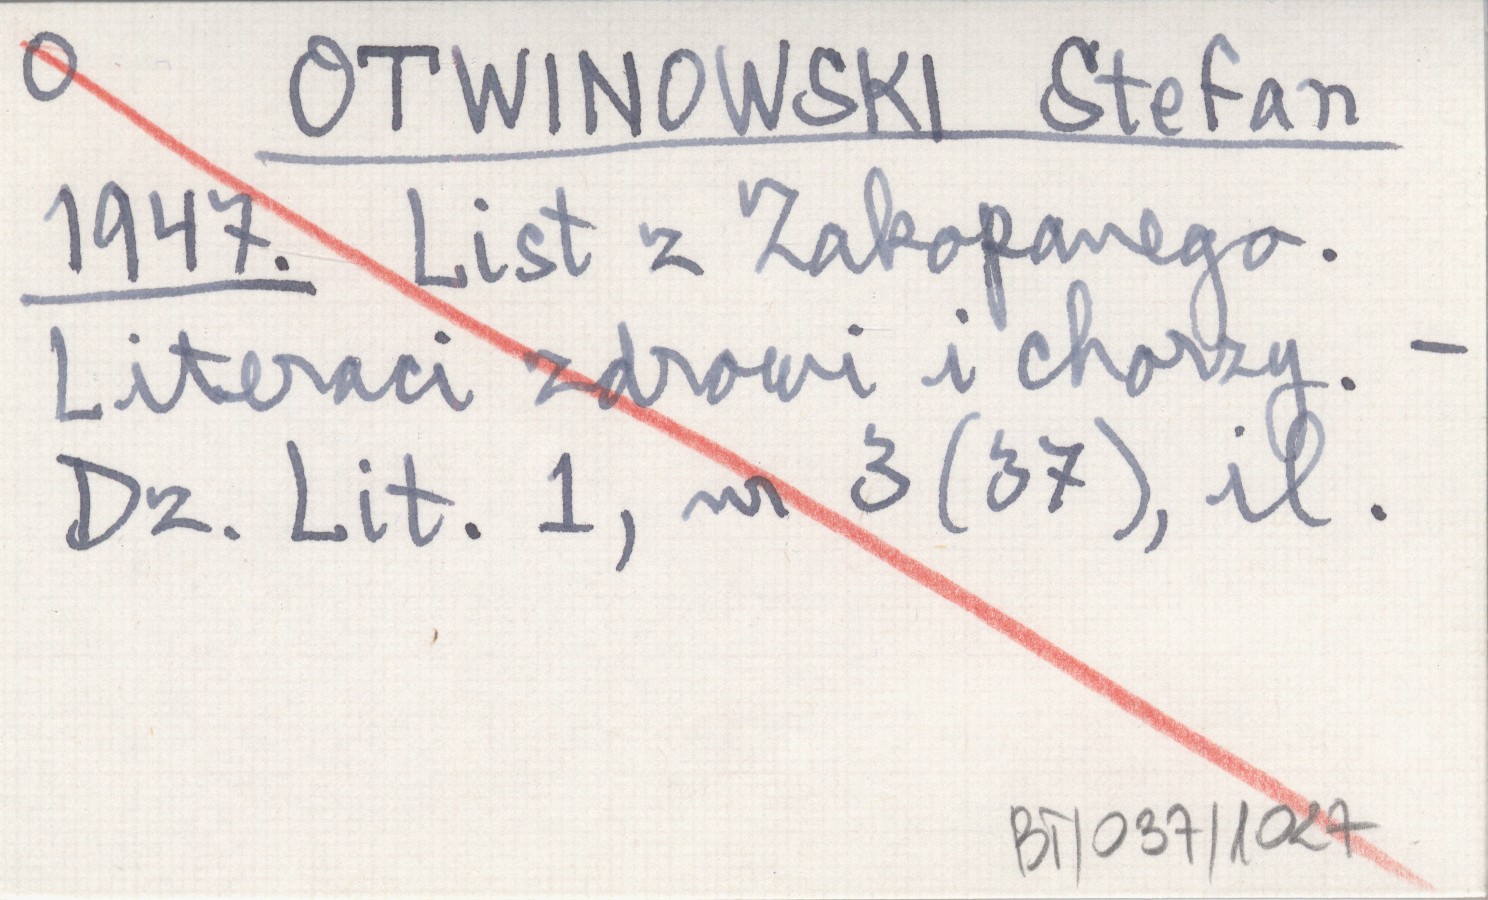 O OTWINOWSKI Stefan
1947. List z Zakopanego.
Literaci zdrowi i chorzy. –
Dz. Lit. 1, nr 3 (37), il.
BT/037/1027